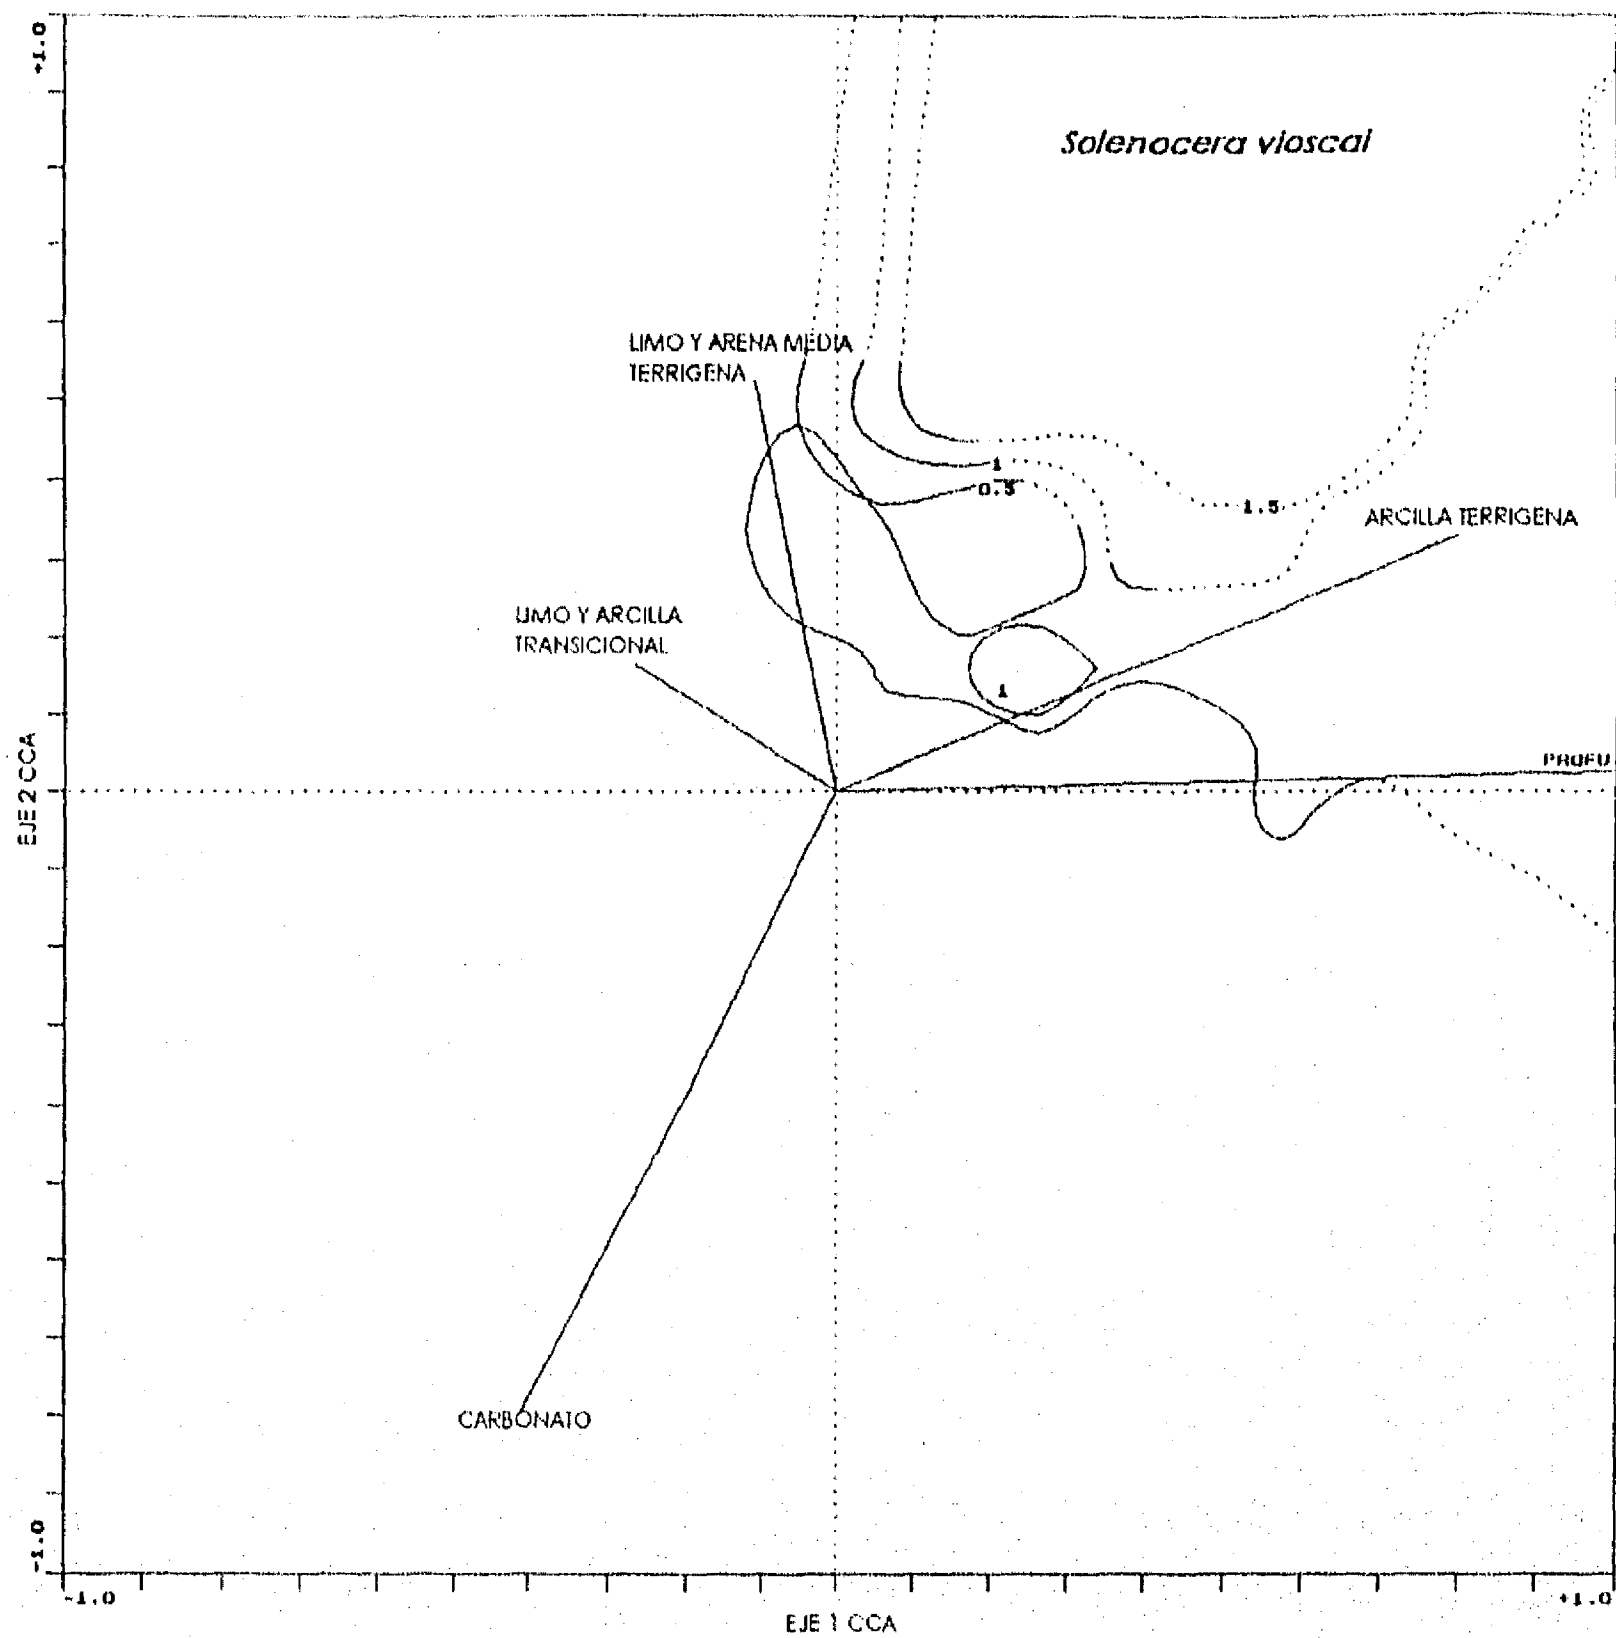 +1.0
Solenocera vioscai
LIMO Y ARENA MEDIA
TERRIGENA
1
0.5
1.5
ARCILLA TERRIGENA
LIMO Y ARCILLA
TRANSICIONAL
1
PROFU
EJE 2 CCA
CARBONATO
-1.0
-1.0
+1.0
EJE 1 CCA